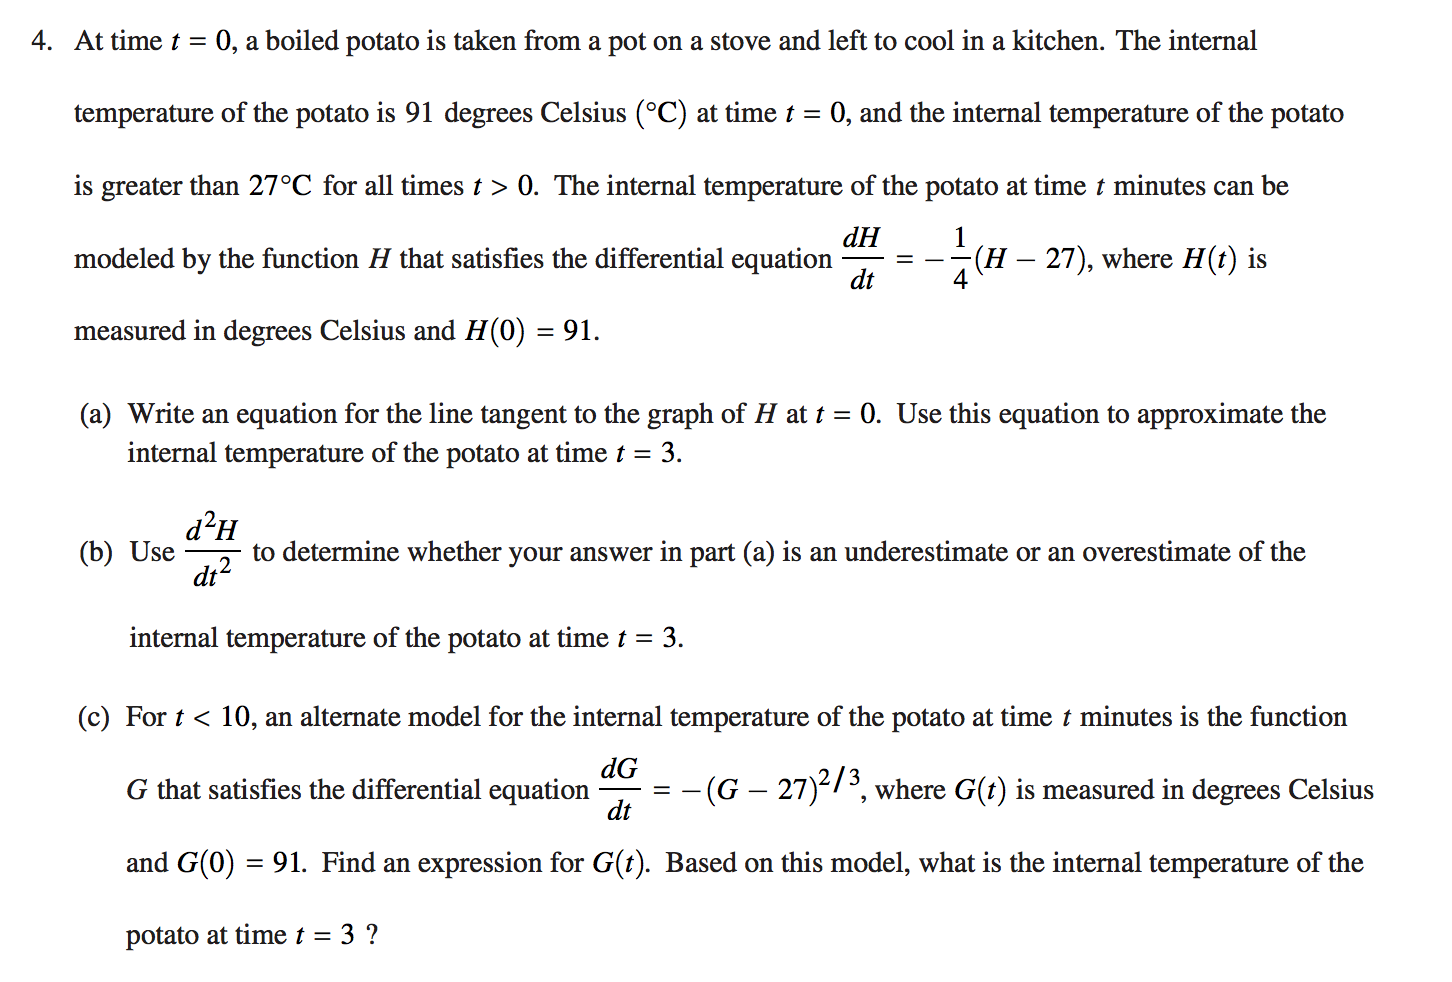 4. At time t = 0, a boiled potato is taken from a pot on a stove and left to cool in a kitchen. The internal
temperature of the potato is 91 degrees Celsius (°C) at time t = 0, and the internal temperature of the potato
is greater than 27°C for all times t > 0. The internal temperature of the potato at time t minutes can be
modeled by the function H that satisfies the differential equation dH/dt = −1/4(H − 27), where H(t) is
measured in degrees Celsius and H(0) = 91.
(a) Write an equation for the line tangent to the graph of H at t = 0. Use this equation to approximate the
internal temperature of the potato at time t = 3.
(b) Use d²H/dt² to determine whether your answer in part (a) is an underestimate or an overestimate of the
internal temperature of the potato at time t = 3.
(c) For t < 10, an alternate model for the internal temperature of the potato at time t minutes is the function
G that satisfies the differential equation dG/dt = −(G − 27)^2/3, where G(t) is measured in degrees Celsius
and G(0) = 91. Find an expression for G(t). Based on this model, what is the internal temperature of the
potato at time t = 3 ?